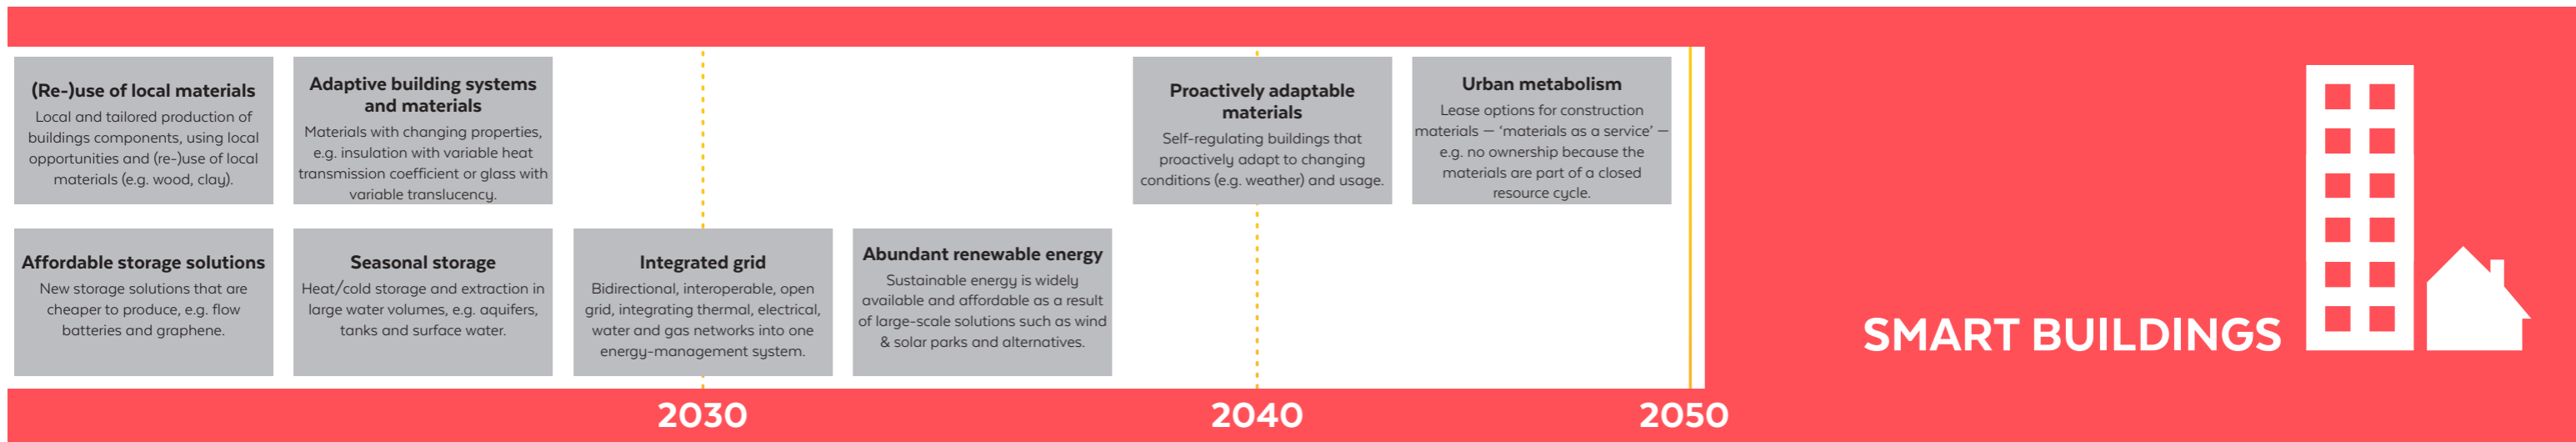 (Re-)use of local materials
Local and tailored production of
buildings components, using local
opportunities and (re-)use of local
materials (e.g. wood, clay).
Adaptive building systems
and materials
Materials with changing properties,
e.g. insulation with variable heat
transmission coefficient or glass with
variable translucency.
Proactively adaptable
materials
Self-regulating buildings that
proactively adapt to changing
conditions (e.g. weather) and usage.
Urban metabolism
Lease options for construction
materials – ‘materials as a service’ –
e.g. no ownership because the
materials are part of a closed
resource cycle.
Affordable storage solutions
New storage solutions that are
cheaper to produce, e.g. flow
batteries and graphene.
Seasonal storage
Heat/cold storage and extraction in
large water volumes, e.g. aquifers,
tanks and surface water.
Integrated grid
Bidirectional, interoperable, open
grid, integrating thermal, electrical,
water and gas networks into one
energy-management system.
Abundant renewable energy
Sustainable energy is widely
available and affordable as a result
of large-scale solutions such as wind
& solar parks and alternatives.
SMART BUILDINGS
2030
2040
2050